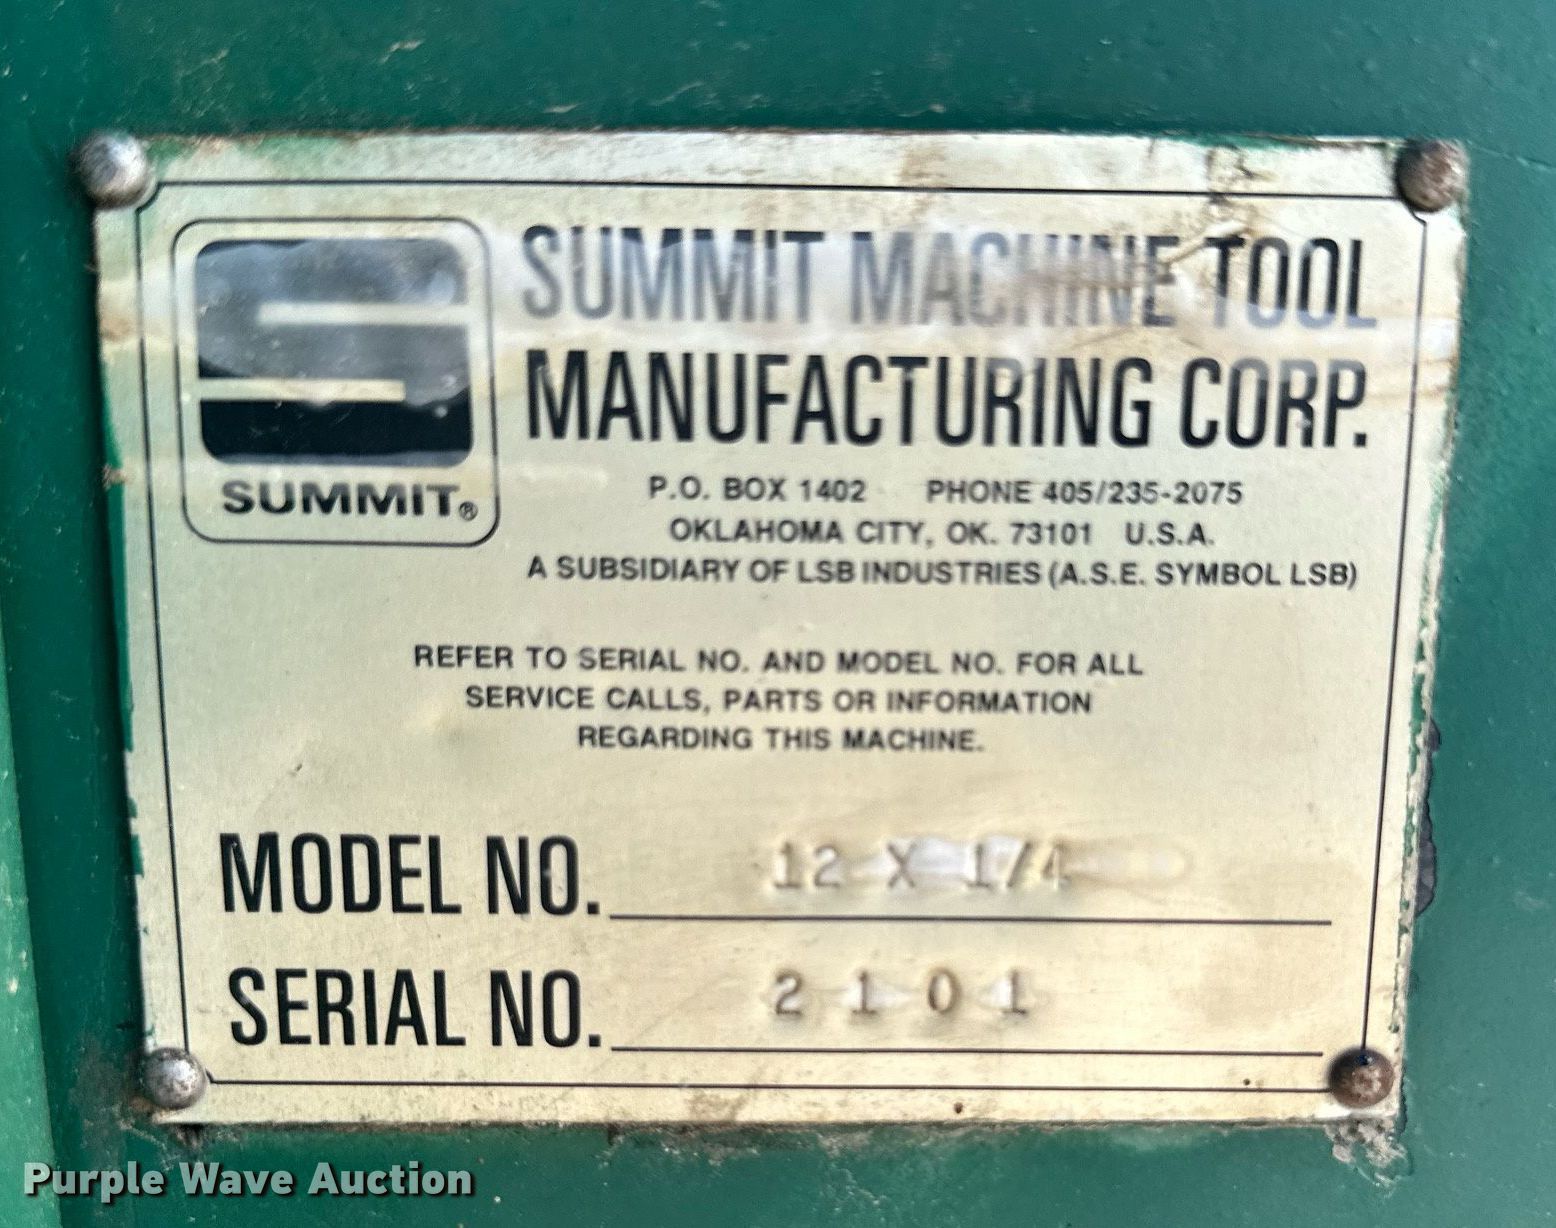 SUMMIT MACHINE TOOL
MANUFACTURING CORP.
SUMMIT®
P.O. BOX 1402 PHONE 405/235-2075
OKLAHOMA CITY, OK. 73101 U.S.A.
A SUBSIDIARY OF LSB INDUSTRIES (A.S.E. SYMBOL LSB)
REFER TO SERIAL NO. AND MODEL NO. FOR ALL
SERVICE CALLS, PARTS OR INFORMATION
REGARDING THIS MACHINE.
MODEL NO. 12 X 1/4
SERIAL NO. 2101
Purple Wave Auction